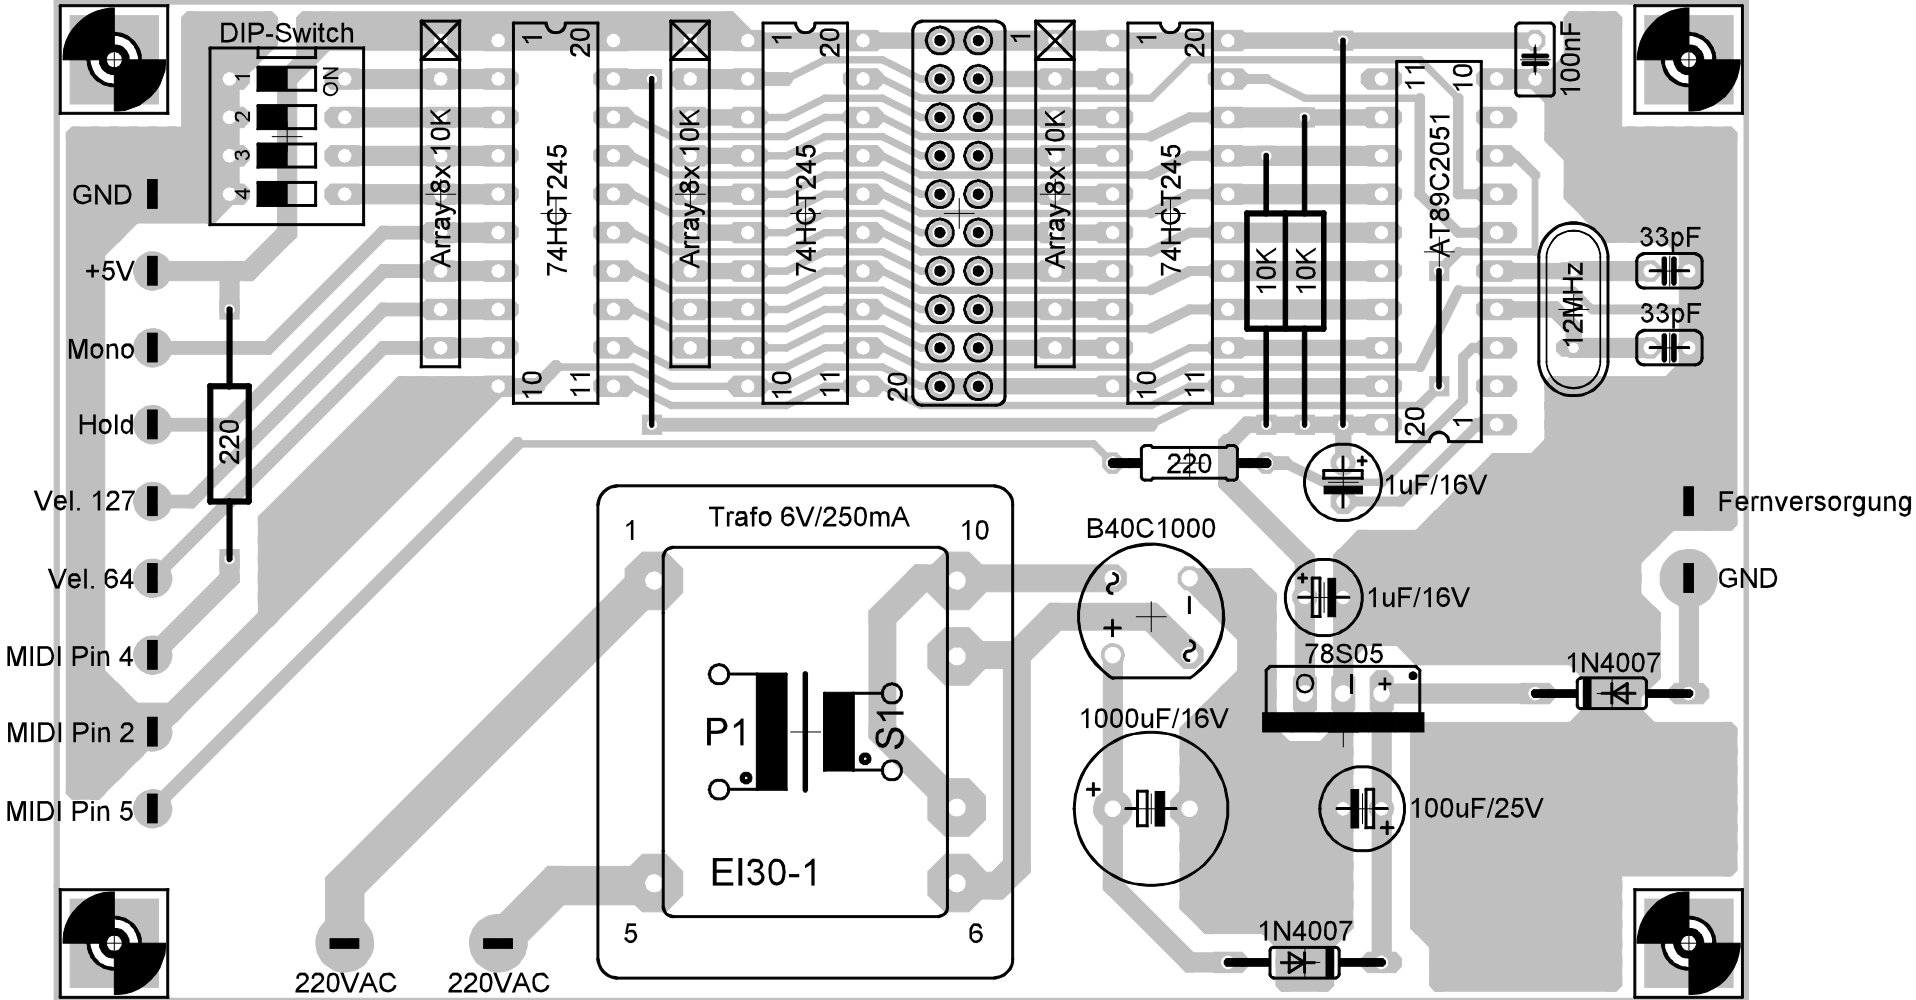 DIP-Switch
ON
1
2
3
4
Array 8x 10K
1
20
74HCT245
10
11
Array 8x 10K
1
20
74HCT245
10
11
1
20
Array 8x 10K
1
20
74HCT245
10
11
10K
10K
11
10
AT89C2051
20
1
100nF
12MHz
33pF
33pF
GND
+5V
Mono
Hold
Vel. 127
Vel. 64
MIDI Pin 4
MIDI Pin 2
MIDI Pin 5
220
220
+
1uF/16V
Fernversorgung
GND
Trafo 6V/250mA
1
10
P1
S1
EI30-1
5
6
B40C1000
~
–
+
~
+
1uF/16V
78S05
O
–
+
1N4007
1000uF/16V
+
100uF/25V
+
1N4007
220VAC
220VAC